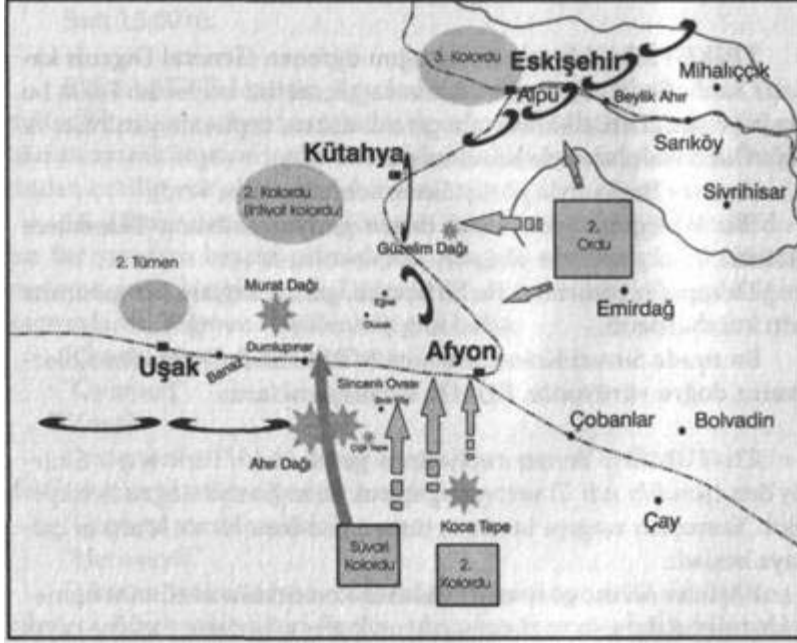 3. Kolordu
Eskişehir
Mihalıççık
Alpu
Beylik Ahır
Sarıköy
Kütahya
Sivrihisar
2. Kolordu
(İhtiyat kolordu)
2.
Ordu
Güzelim Dağı
2. Tümen
Murat Dağı
Emirdağ
Dumlupınar
Afyon
Uşak
Banaz
Sincanlı Ovası
Çobanlar
Bolvadin
Ahır Dağı
Çay
Koca Tepe
Süvari
Kolordu
2.
Kolordu